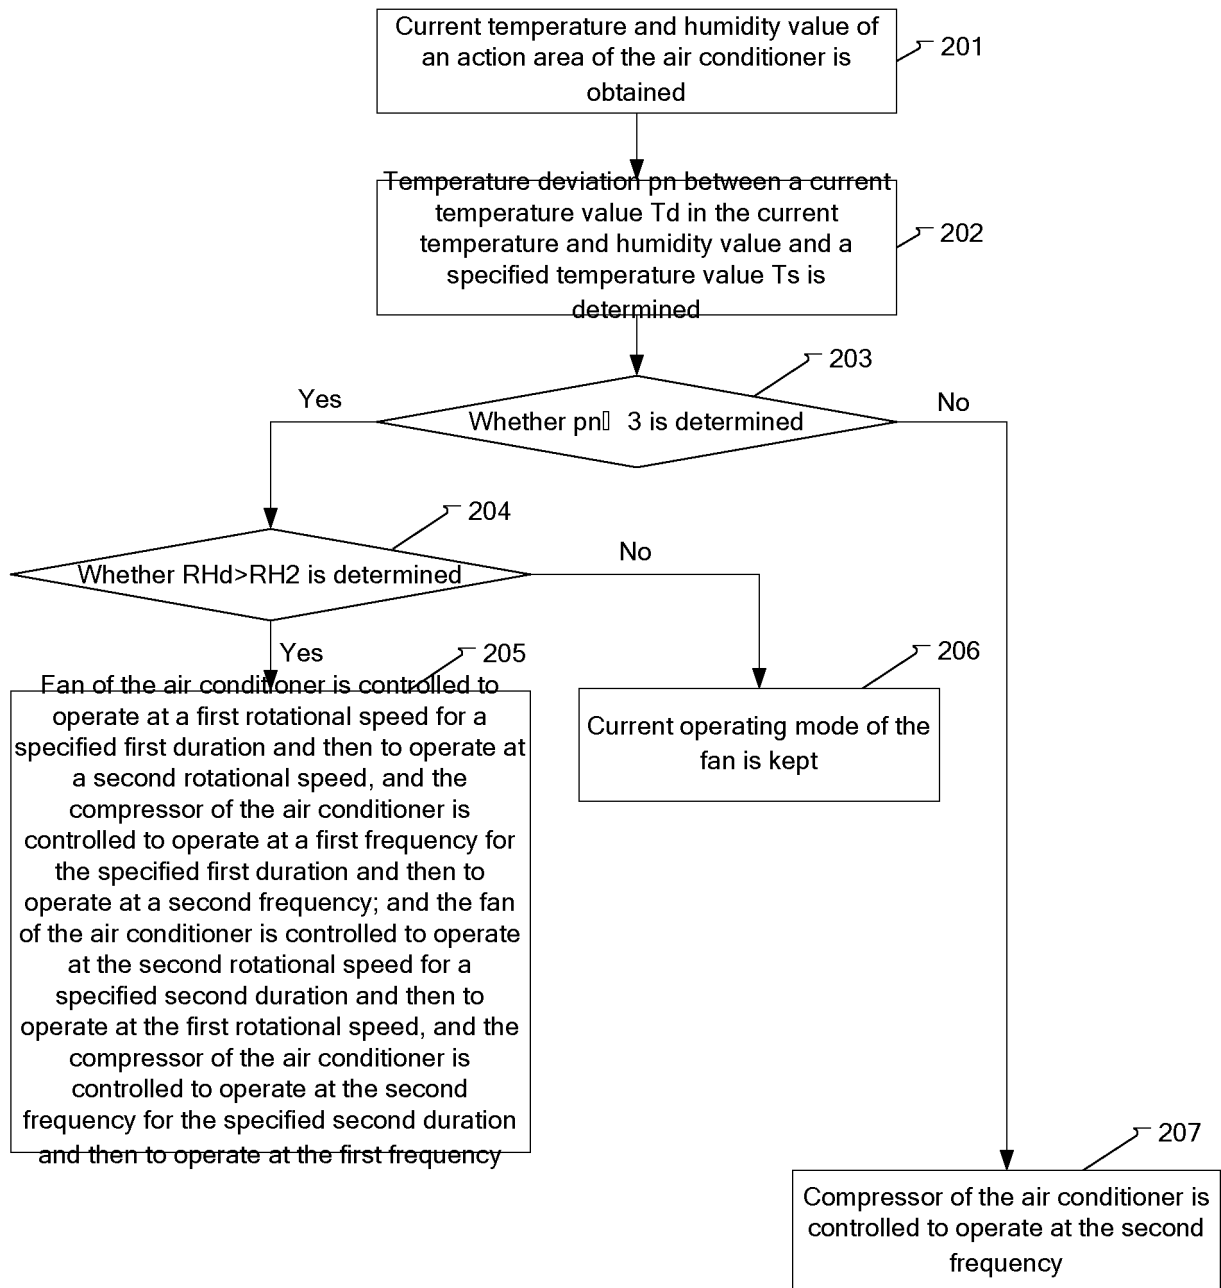 Current temperature and humidity value of
an action area of the air conditioner is
obtained
201
Temperature deviation pn between a current
temperature value Td in the current
temperature and humidity value and a
specified temperature value Ts is
determined
202
203
Yes
No
Whether pn▯ 3 is determined
204
No
Whether RHd>RH2 is determined
Yes
205
206
Fan of the air conditioner is controlled to
operate at a first rotational speed for a
specified first duration and then to operate at
a second rotational speed, and the
compressor of the air conditioner is
controlled to operate at a first frequency for
the specified first duration and then to
operate at a second frequency; and the fan
of the air conditioner is controlled to operate
at the second rotational speed for a
specified second duration and then to
operate at the first rotational speed, and the
compressor of the air conditioner is
controlled to operate at the second
frequency for the specified second duration
and then to operate at the first frequency
Current operating mode of the
fan is kept
207
Compressor of the air conditioner is
controlled to operate at the second
frequency